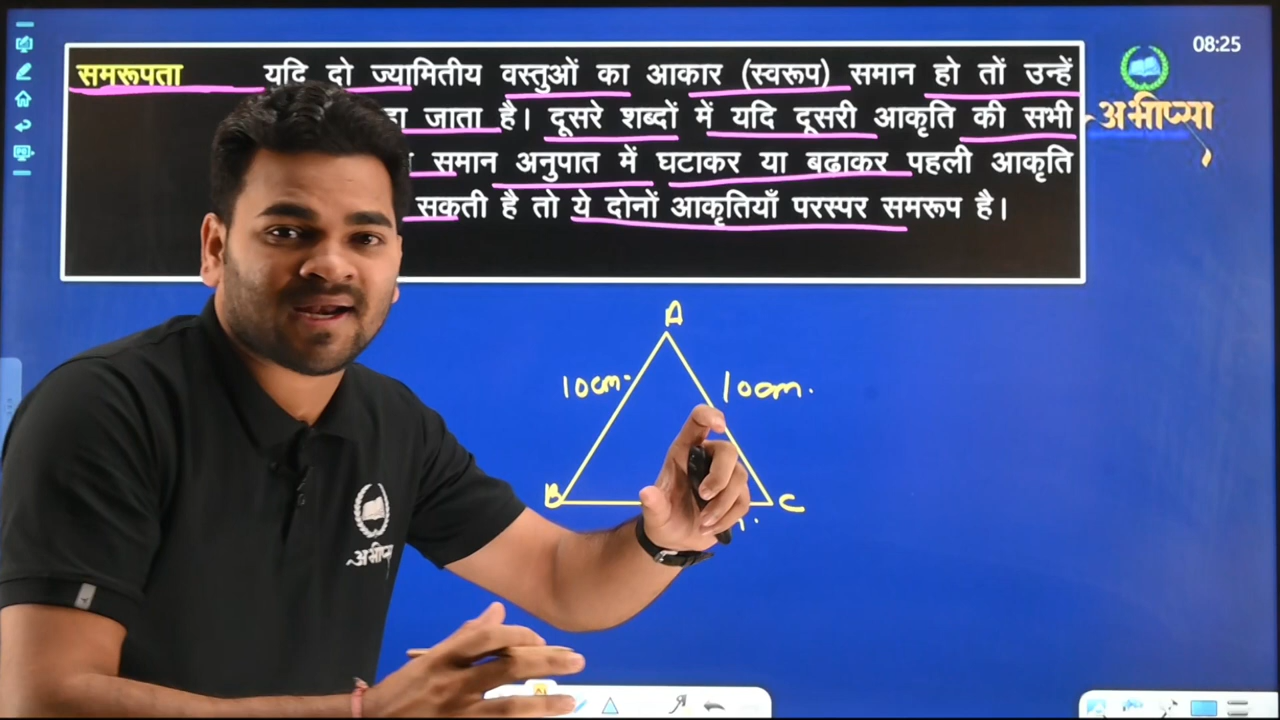 08:25
समरूपता यदि दो ज्यामितीय वस्तुओं का आकार (स्वरूप) समान हो तों उन्हें
जाता है। दूसरे शब्दों में यदि दूसरी आकृति की सभी
समान अनुपात में घटाकर या बढाकर पहली आकृति
सकती है तो ये दोनों आकृतियाँ परस्पर समरूप है।
अभीप्सा
A
10cm.
10cm.
B
C
अभीप्सा